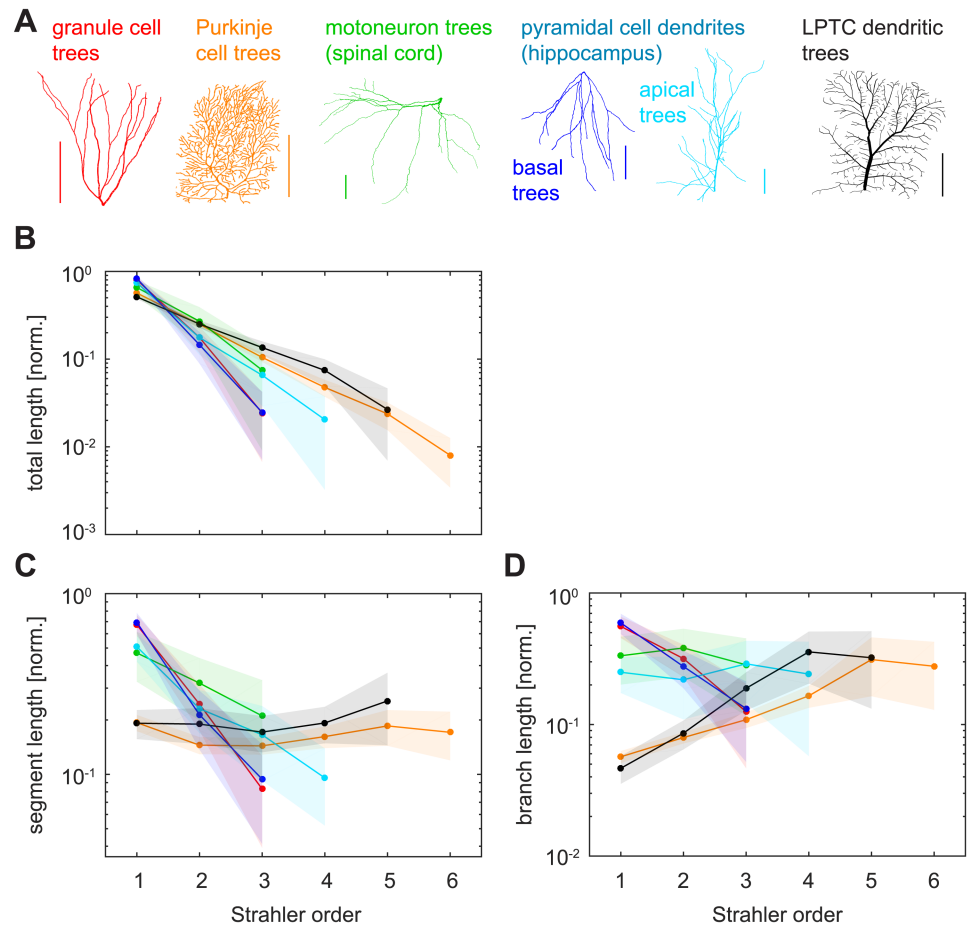 A
granule cell
trees
Purkinje
cell trees
motoneuron trees
(spinal cord)
pyramidal cell dendrites
(hippocampus)
LPTC dendritic
trees
apical
trees
basal
trees
B
10^0
10^-1
10^-2
10^-3
total length [norm.]
C
10^0
10^-1
segment length [norm.]
1 2 3 4 5 6
Strahler order
D
10^0
10^-1
10^-2
branch length [norm.]
1 2 3 4 5 6
Strahler order